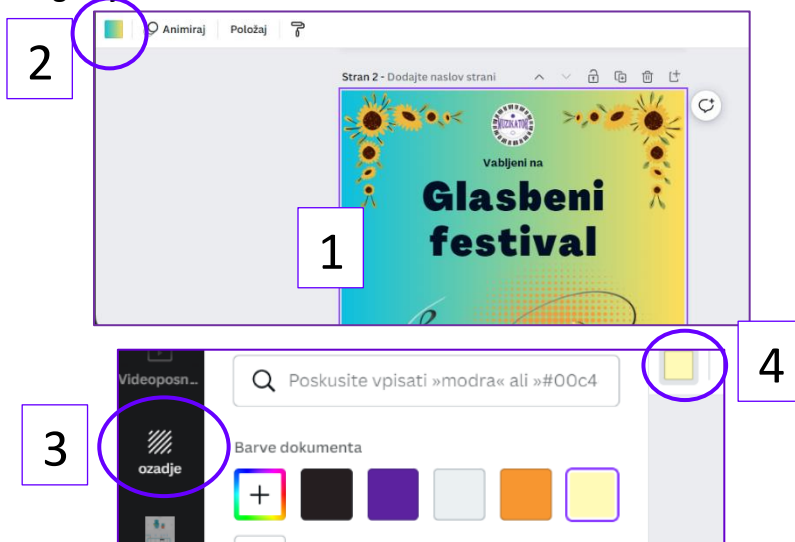 2
Animiraj Položaj
Stran 2 - Dodajte naslov strani
MUZIKATON
Vabljeni na
Glasbeni
festival
1
4
Videoposn...
Poskusite vpisati »modra« ali »#00c4
3
ozadje
Barve dokumenta